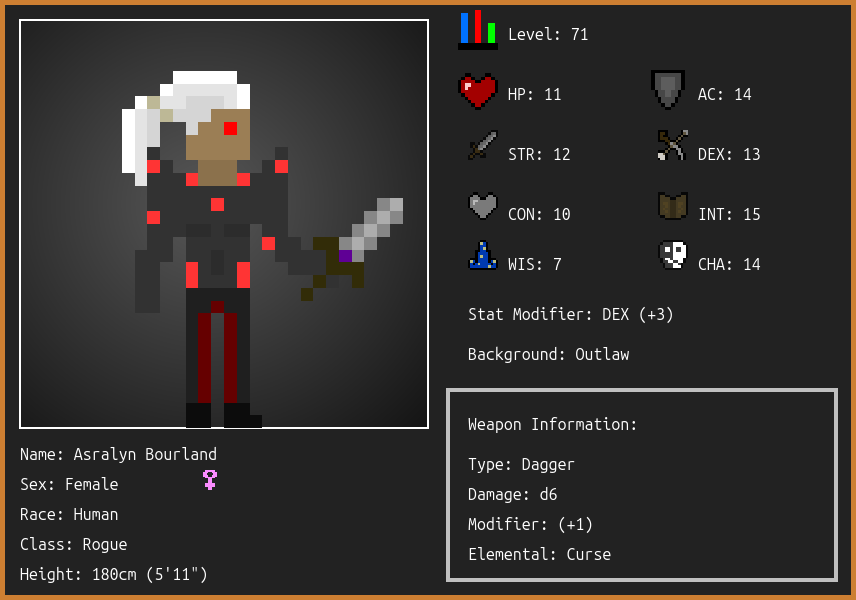 Level: 71
HP: 11
AC: 14
STR: 12
DEX: 13
CON: 10
INT: 15
WIS: 7
CHA: 14
Stat Modifier: DEX (+3)
Background: Outlaw
Weapon Information:
Type: Dagger
Damage: d6
Modifier: (+1)
Elemental: Curse
Name: Asralyn Bourland
Sex: Female
Race: Human
Class: Rogue
Height: 180cm (5'11")